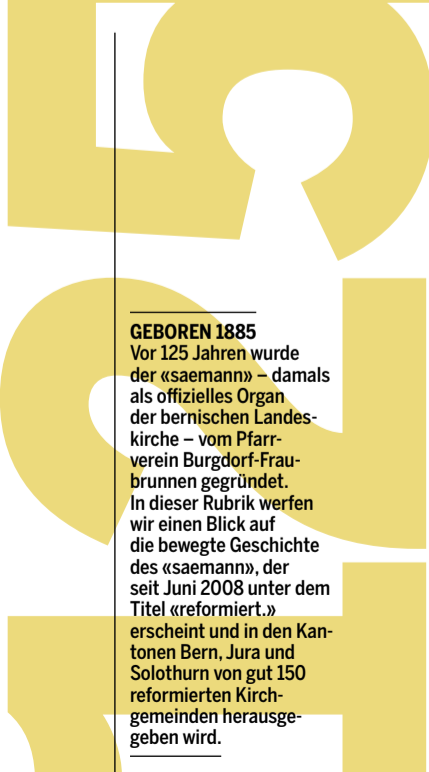 GEBOREN 1885
Vor 125 Jahren wurde
der «saemann» – damals
als offizielles Organ
der bernischen Landes-
kirche – vom Pfarr-
verein Burgdorf-Frau-
brunnen gegründet.
In dieser Rubrik werfen
wir einen Blick auf
die bewegte Geschichte
des «saemann», der
seit Juni 2008 unter dem
Titel «reformiert.»
erscheint und in den Kan-
tonen Bern, Jura und
Solothurn von gut 150
reformierten Kirch-
gemeinden herausge-
geben wird.